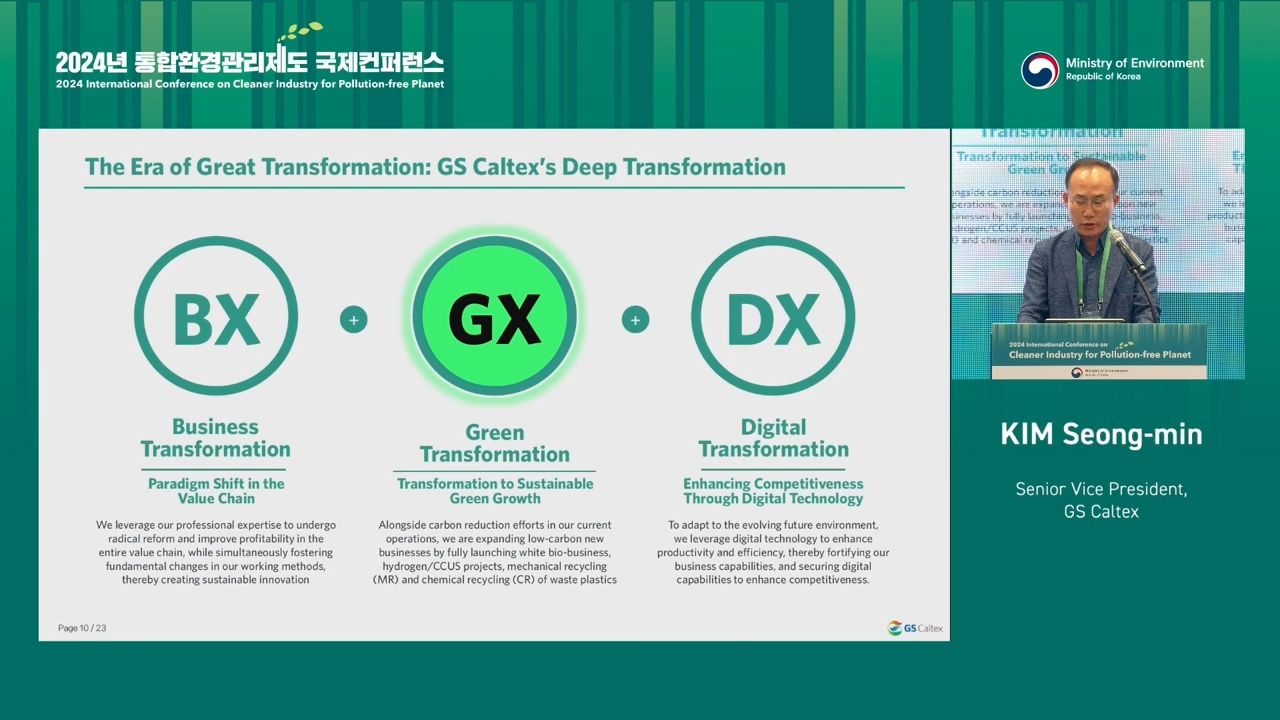 2024년 통합환경관리제도 국제컨퍼런스
2024 International Conference on Cleaner Industry for Pollution-free Planet
Ministry of Environment
Republic of Korea
The Era of Great Transformation: GS Caltex's Deep Transformation
BX
+
GX
+
DX
Business
Transformation
Paradigm Shift in the
Value Chain
We leverage our professional expertise to undergo
radical reform and improve profitability in the
entire value chain, while simultaneously fostering
fundamental changes in our working methods,
thereby creating sustainable innovation
Green
Transformation
Transformation to Sustainable
Green Growth
Alongside carbon reduction efforts in our current
operations, we are expanding low-carbon new
businesses by fully launching white bio-business,
hydrogen/CCUS projects, mechanical recycling
(MR) and chemical recycling (CR) of waste plastics
Digital
Transformation
Enhancing Competitiveness
Through Digital Technology
To adapt to the evolving future environment,
we leverage digital technology to enhance
productivity and efficiency, thereby fortifying our
business capabilities, and securing digital
capabilities to enhance competitiveness.
Page 10 / 23
GS Caltex
Transformation
Transformation to Sustainable
Green
2024 International Conference on
Cleaner Industry for Pollution-free Planet
Ministry of Environment
KIM Seong-min
Senior Vice President,
GS Caltex